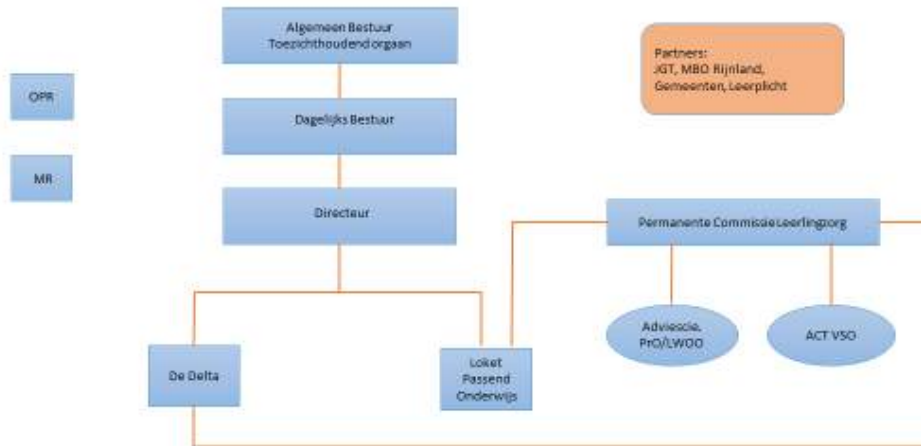 Algemeen Bestuur
Toezichthoudend orgaan
Partners:
JGT, MBO Rijnland,
Gemeenten, Leerplicht
OPR
Dagelijks Bestuur
MR
Directeur
Permanente Commissie Leerlingzorg
Adviescie.
PrO/LWOO
ACT VSO
De Delta
Loket
Passend
Onderwijs